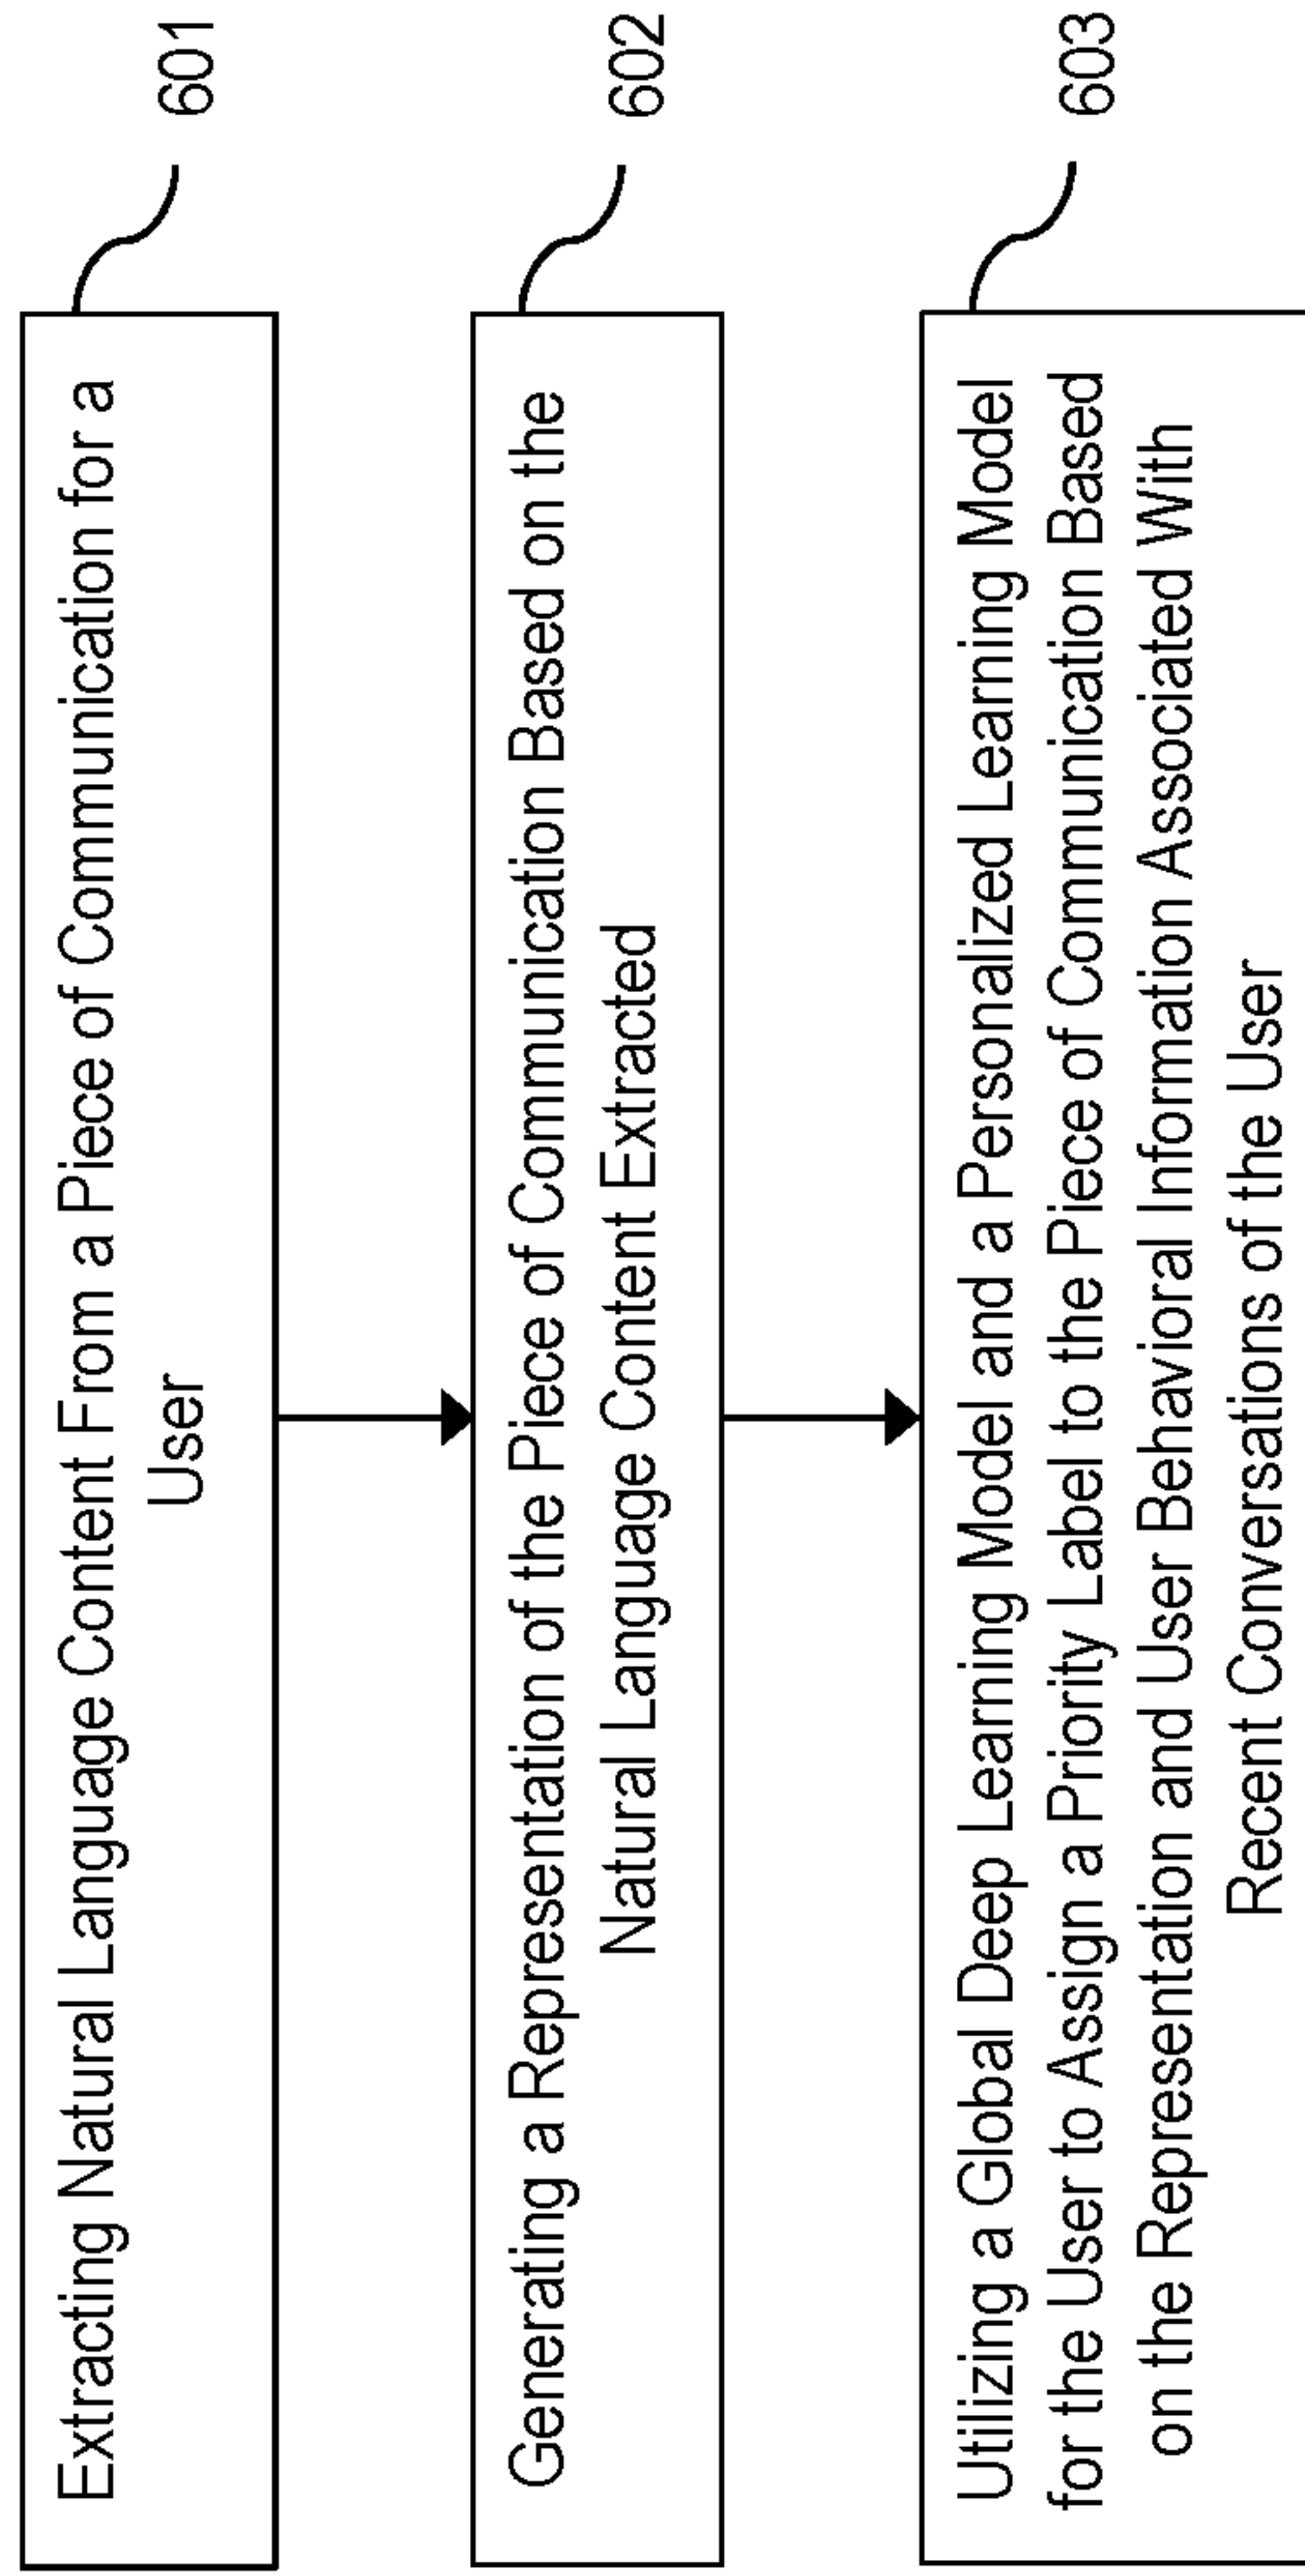 Extracting Natural Language Content From a Piece of Communication for a
User
601
Generating a Representation of the Piece of Communication Based on the
Natural Language Content Extracted
602
Utilizing a Global Deep Learning Model and a Personalized Learning Model
for the User to Assign a Priority Label to the Piece of Communication Based
on the Representation and User Behavioral Information Associated With
Recent Conversations of the User
603